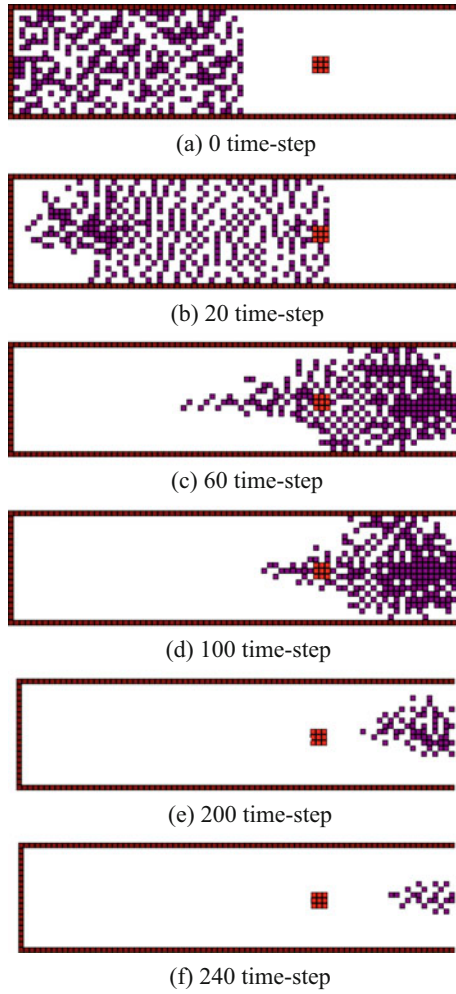 (a) 0 time-step
(b) 20 time-step
(c) 60 time-step
(d) 100 time-step
(e) 200 time-step
(f) 240 time-step